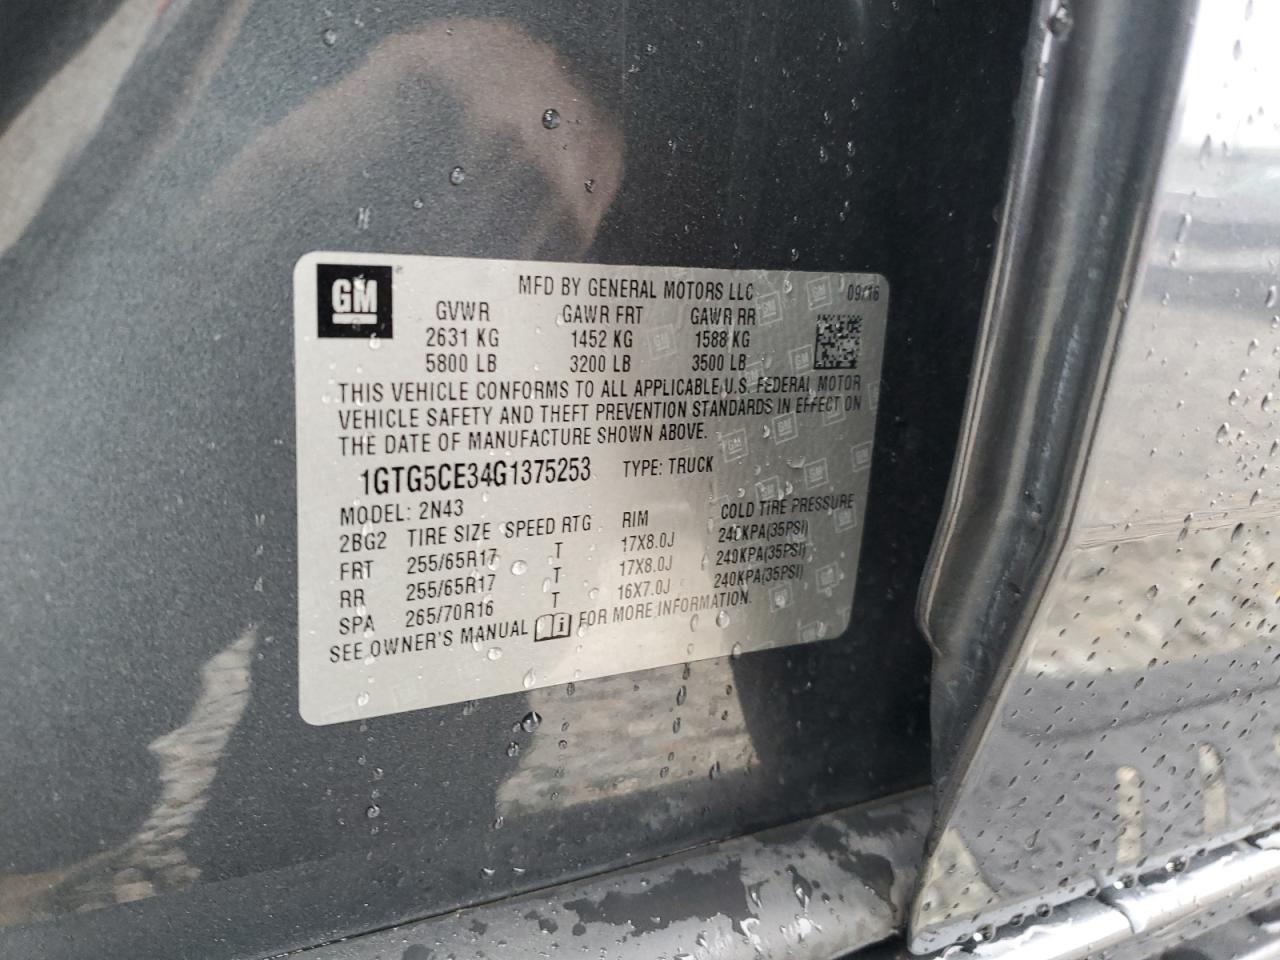 GM
MFD BY GENERAL MOTORS LLC 09/16
GVWR GAWR FRT GAWR RR
2631 KG 1452 KG 1588 KG
5800 LB 3200 LB 3500 LB
THIS VEHICLE CONFORMS TO ALL APPLICABLE U.S. FEDERAL MOTOR
VEHICLE SAFETY AND THEFT PREVENTION STANDARDS IN EFFECT ON
THE DATE OF MANUFACTURE SHOWN ABOVE.
1GTG5CE34G1375253 TYPE: TRUCK
MODEL: 2N43
2BG2 TIRE SIZE SPEED RTG RIM COLD TIRE PRESSURE
FRT 255/65R17 T 17X8.0J 240KPA(35PSI)
RR 255/65R17 T 17X8.0J 240KPA(35PSI)
SPA 265/70R16 T 16X7.0J 240KPA(35PSI)
SEE OWNER'S MANUAL i FOR MORE INFORMATION.